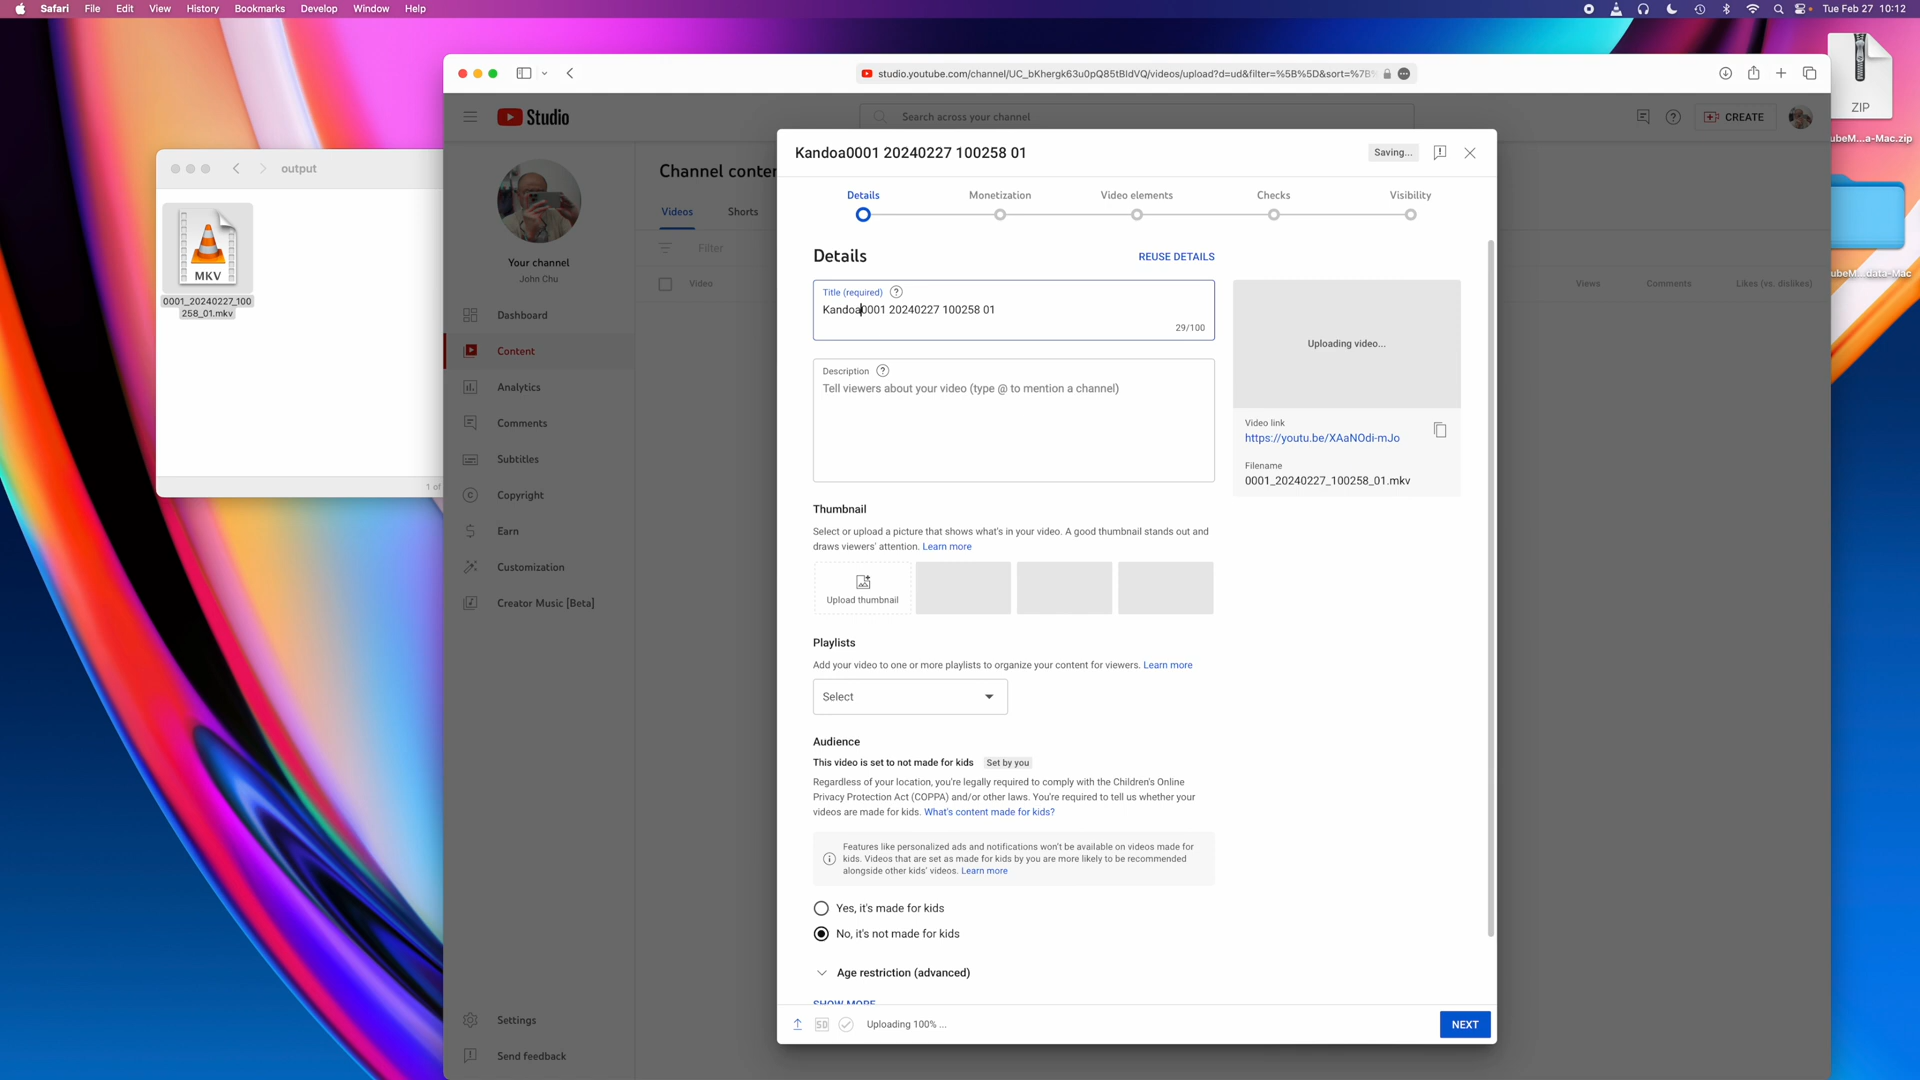 Safari File Edit View History Bookmarks Develop Window Help
Tue Feb 27 10:12
output
MKV
0001_20240227_100
258_01.mkv
ZIP
ubeM...a-Mac.zip
studio.youtube.com/channel/UC_bKhergk63u0pQ85tBIdVQ/videos/upload?d=ud&filter=%5B%5D&sort=%7B%
Studio
Search across your channel
CREATE
Your channel
John Chu
Dashboard
Content
Analytics
Comments
Subtitles
Copyright
Earn
Customization
Creator Music [Beta]
Settings
Send feedback
Videos Shorts
Filter
Video
Views Comments Likes (vs. dislikes)
Kandoa0001 20240227 100258 01
Saving...
Details Monetization Video elements Checks Visibility
Details
REUSE DETAILS
Title (required)
Kandoa0001 20240227 100258 01
29/100
Description
Tell viewers about your video (type @ to mention a channel)
Uploading video...
Video link
https://youtu.be/XAaNOdi-mJo
Filename
0001_20240227_100258_01.mkv
Thumbnail
Select or upload a picture that shows what's in your video. A good thumbnail stands out and
draws viewers' attention. Learn more
Upload thumbnail
Playlists
Add your video to one or more playlists to organize your content for viewers. Learn more
Select
Audience
This video is set to not made for kids Set by you
Regardless of your location, you're legally required to comply with the Children's Online
Privacy Protection Act (COPPA) and/or other laws. You're required to tell us whether your
videos are made for kids. What's content made for kids?
Features like personalized ads and notifications won't be available on videos made for
kids. Videos that are set as made for kids by you are more likely to be recommended
alongside other kids' videos. Learn more
Yes, it's made for kids
No, it's not made for kids
Age restriction (advanced)
SHOW MORE
SD Uploading 100% ...
NEXT